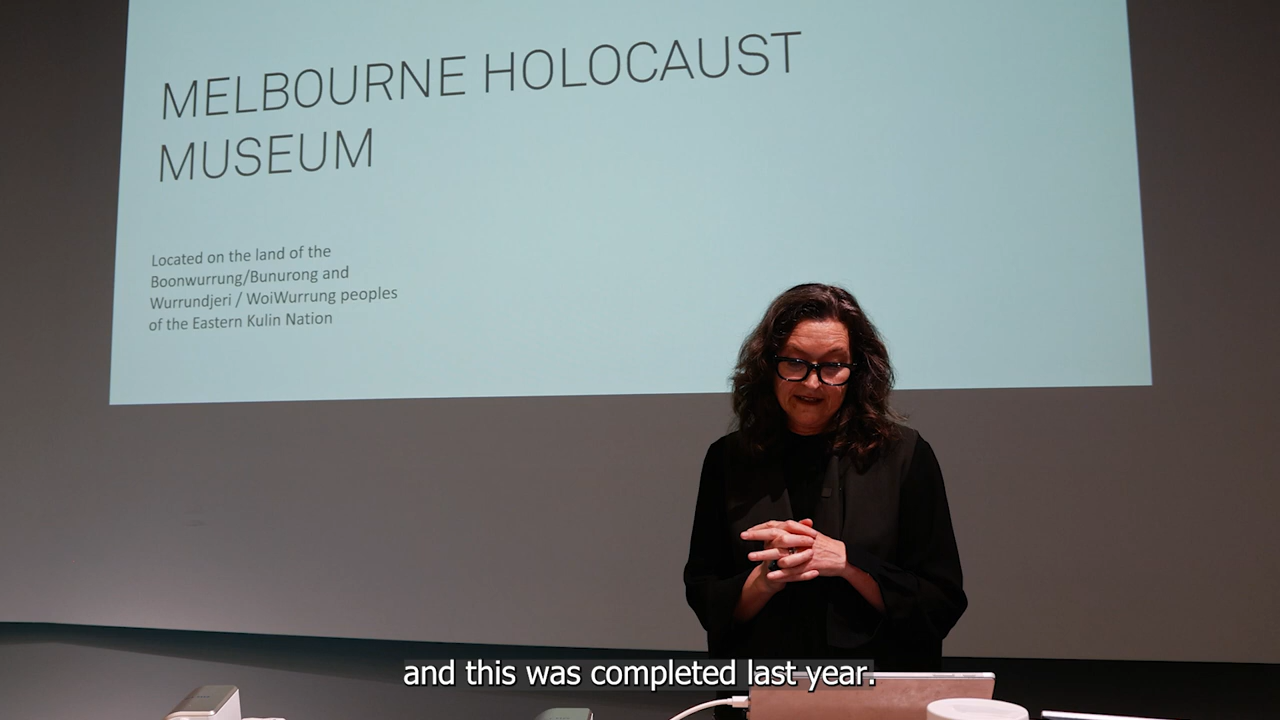 MELBOURNE HOLOCAUST
MUSEUM
Located on the land of the
Boonwurrung/Bunurong and
Wurrundjeri / WoiWurrung peoples
of the Eastern Kulin Nation
and this was completed last year.